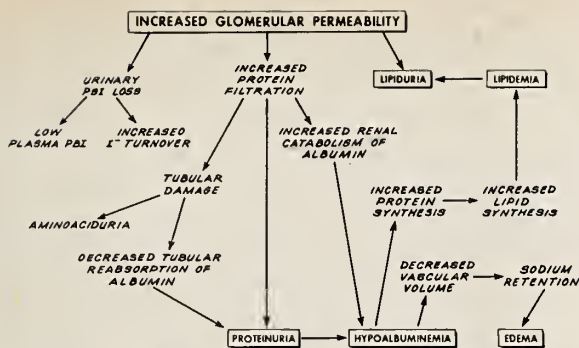 INCREASED GLOMERULAR PERMEABILITY
URINARY
PBI LOSS
INCREASED
PROTEIN
FILTRATION
LIPIDURIA
LIPIDEMIA
LOW
PLASMA PBI
INCREASED
I⁻ TURNOVER
INCREASED RENAL
CATABOLISM OF
ALBUMIN
TUBULAR
DAMAGE
INCREASED
PROTEIN
SYNTHESIS
INCREASED
LIPID
SYNTHESIS
AMINOACIDURIA
DECREASED TUBULAR
REABSORPTION OF
ALBUMIN
DECREASED
VASCULAR
VOLUME
SODIUM
RETENTION
PROTEINURIA
HYPOALBUMINEMIA
EDEMA